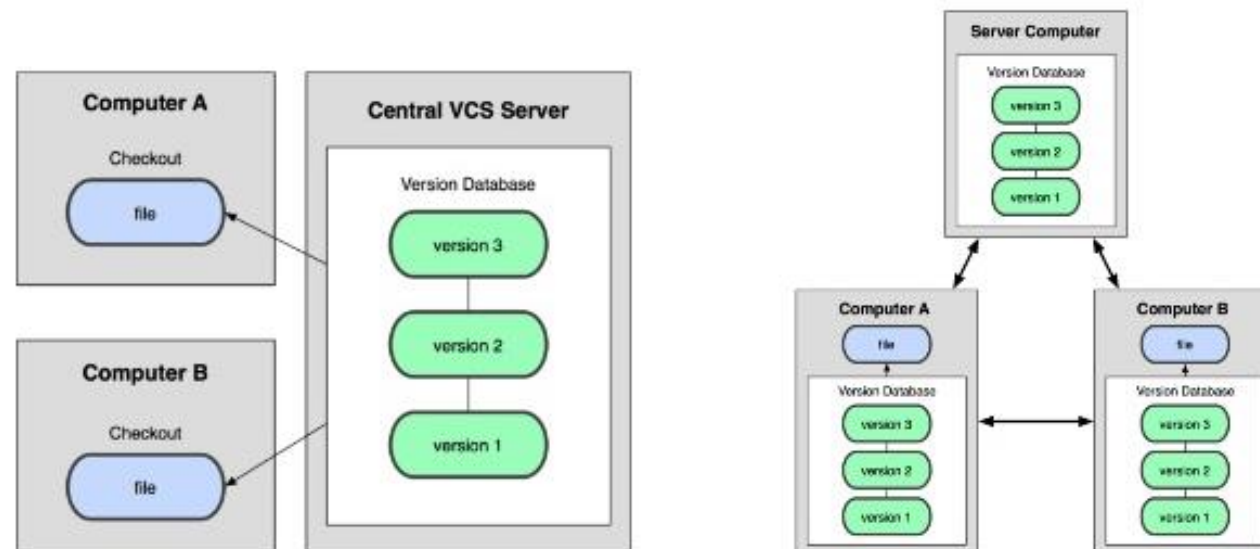 Computer A
Checkout
file
Computer B
Checkout
file
Central VCS Server
Version Database
version 3
version 2
version 1
Server Computer
Version Database
version 3
version 2
version 1
Computer A
file
Version Database
version 3
version 2
version 1
Computer B
file
Version Database
version 3
version 2
version 1